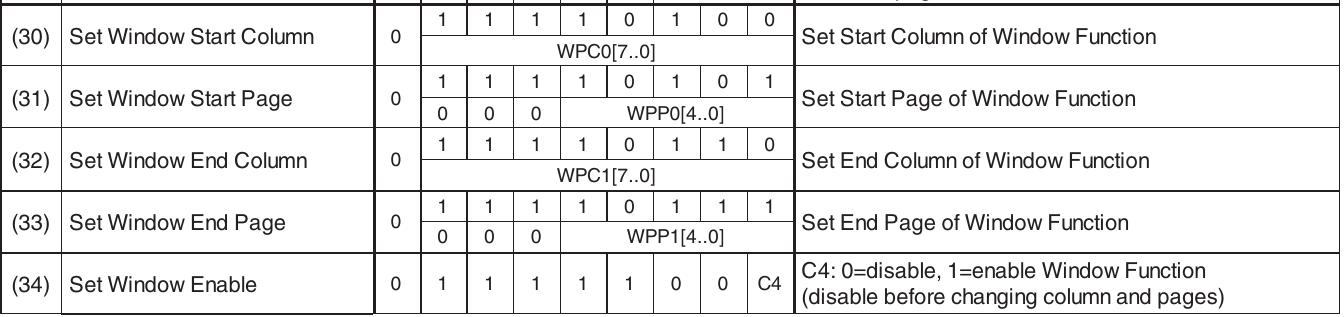 (30) Set Window Start Column 0 1 1 1 1 0 1 0 0 Set Start Column of Window Function
WPC0[7..0]
(31) Set Window Start Page 0 1 1 1 1 0 1 0 1 Set Start Page of Window Function
0 0 0 WPP0[4..0]
(32) Set Window End Column 0 1 1 1 1 0 1 1 0 Set End Column of Window Function
WPC1[7..0]
(33) Set Window End Page 0 1 1 1 1 0 1 1 1 Set End Page of Window Function
0 0 0 WPP1[4..0]
(34) Set Window Enable 0 1 1 1 1 1 0 0 C4 C4: 0=disable, 1=enable Window Function
(disable before changing column and pages)